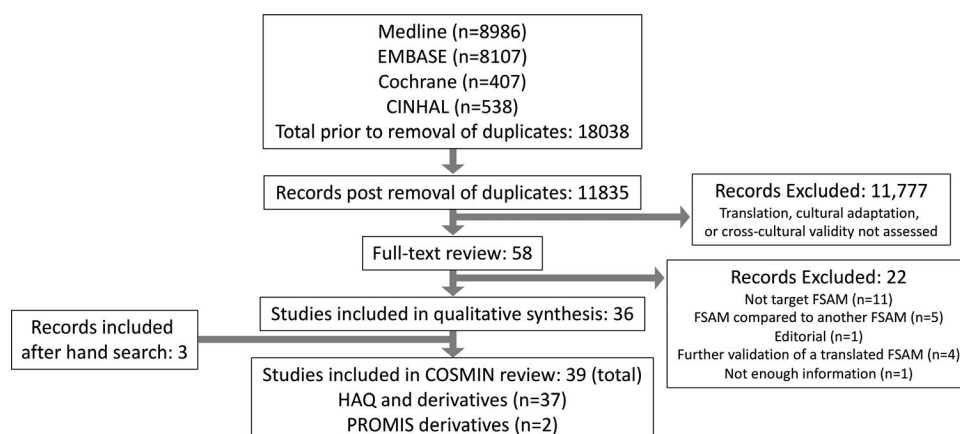 Medline (n=8986)
EMBASE (n=8107)
Cochrane (n=407)
CINHAL (n=538)
Total prior to removal of duplicates: 18038
Records post removal of duplicates: 11835
Records Excluded: 11,777
Translation, cultural adaptation,
or cross-cultural validity not assessed
Full-text review: 58
Records Excluded: 22
Not target FSAM (n=11)
FSAM compared to another FSAM (n=5)
Editorial (n=1)
Further validation of a translated FSAM (n=4)
Not enough information (n=1)
Studies included in qualitative synthesis: 36
Records included
after hand search: 3
Studies included in COSMIN review: 39 (total)
HAQ and derivatives (n=37)
PROMIS derivatives (n=2)